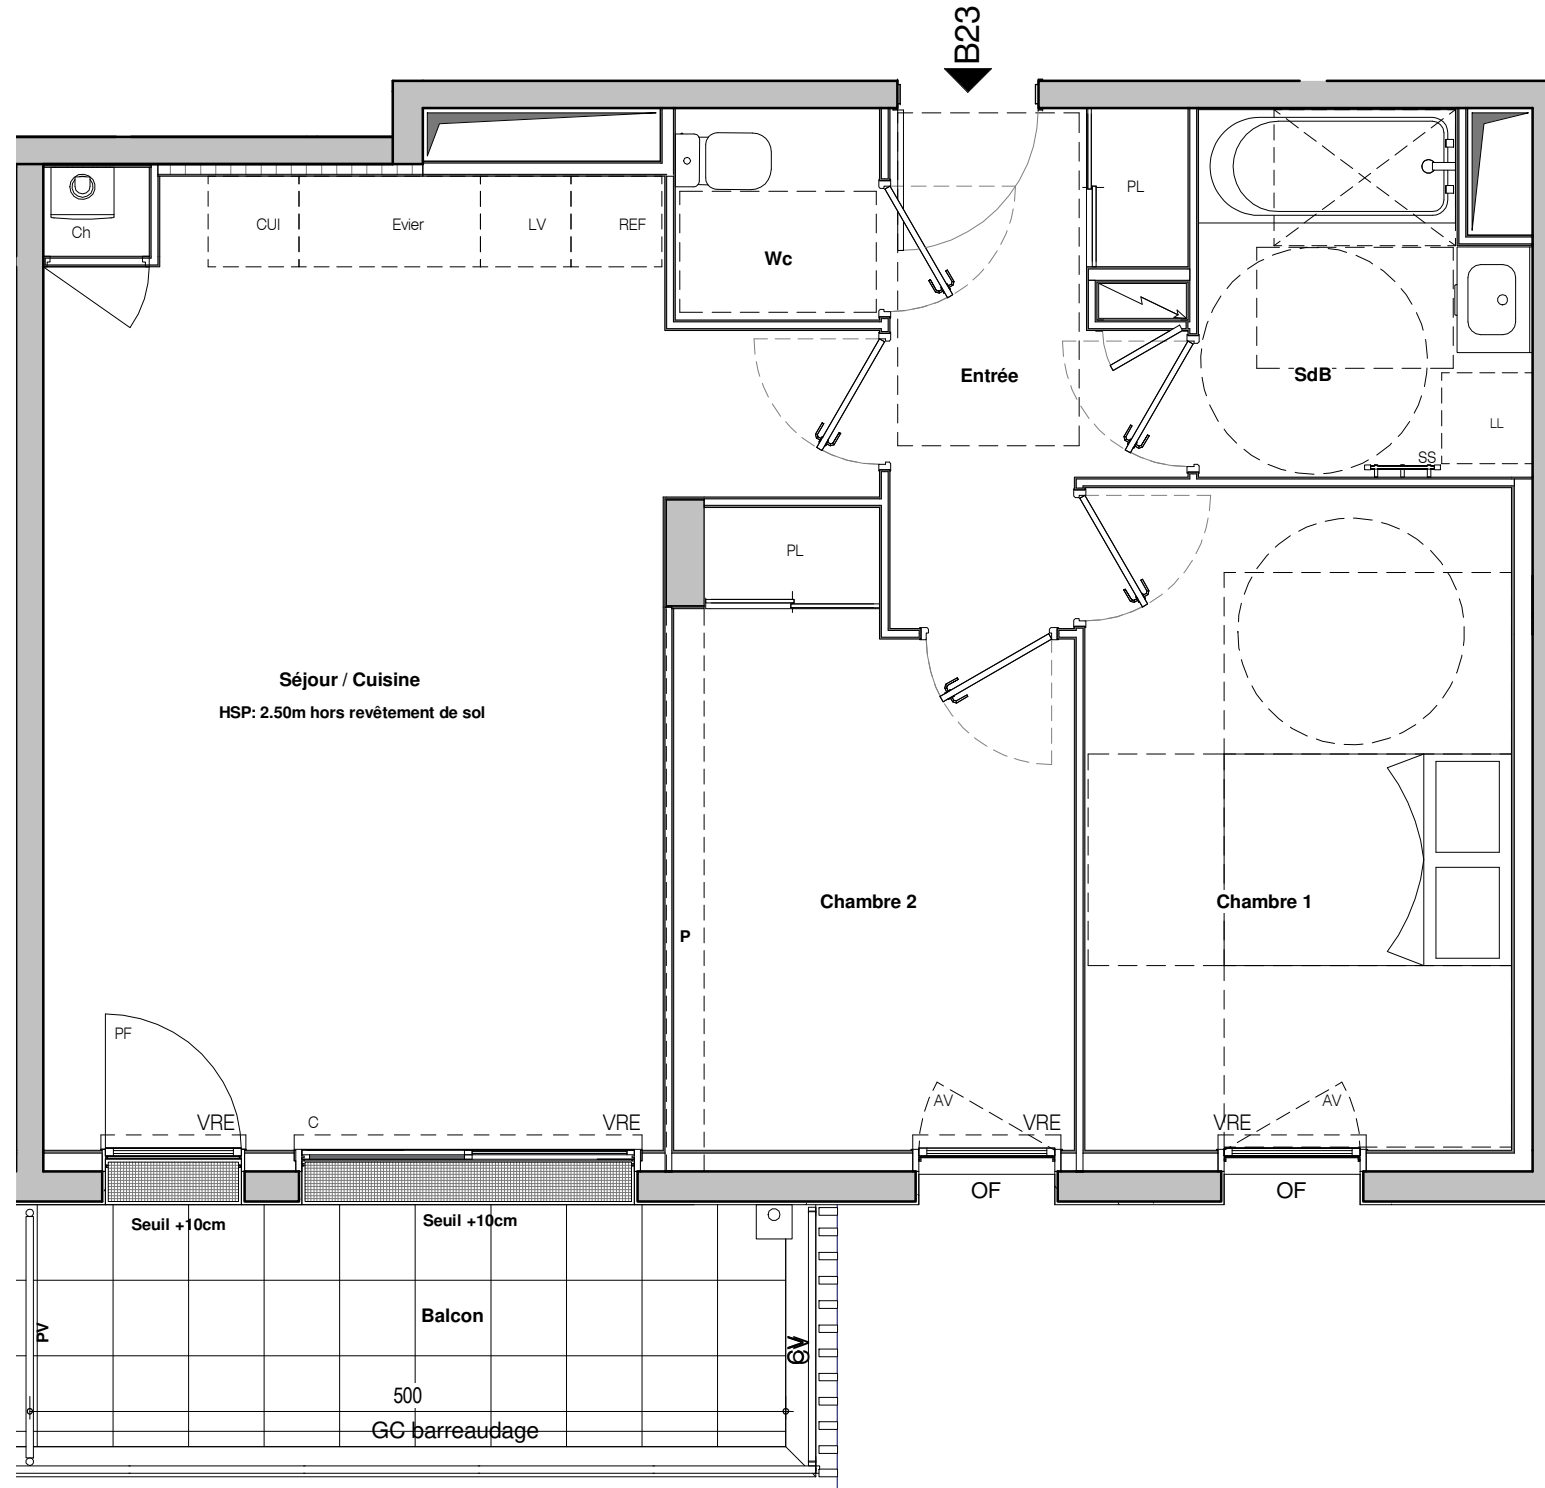 B23
CUI
Evier
LV
REF
PL
Ch
Wc
Entrée
SdB
LL
SS
PL
Séjour / Cuisine
HSP: 2.50m hors revêtement de sol
Chambre 2
Chambre 1
P
PF
AV
AV
VRE
C
VRE
VRE
VRE
OF
OF
Seuil +10cm
Seuil +10cm
Balcon
PV
500
GC barreaudage